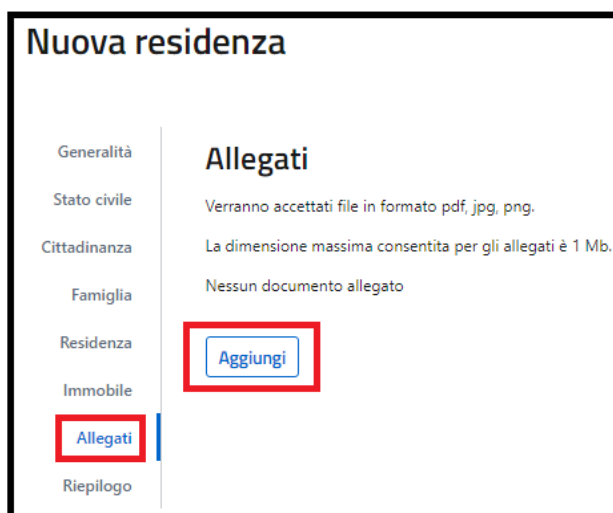 Nuova residenza
Generalità
Stato civile
Cittadinanza
Famiglia
Residenza
Immobile
Allegati
Riepilogo
Allegati
Verranno accettati file in formato pdf, jpg, png.
La dimensione massima consentita per gli allegati è 1 Mb.
Nessun documento allegato
Aggiungi